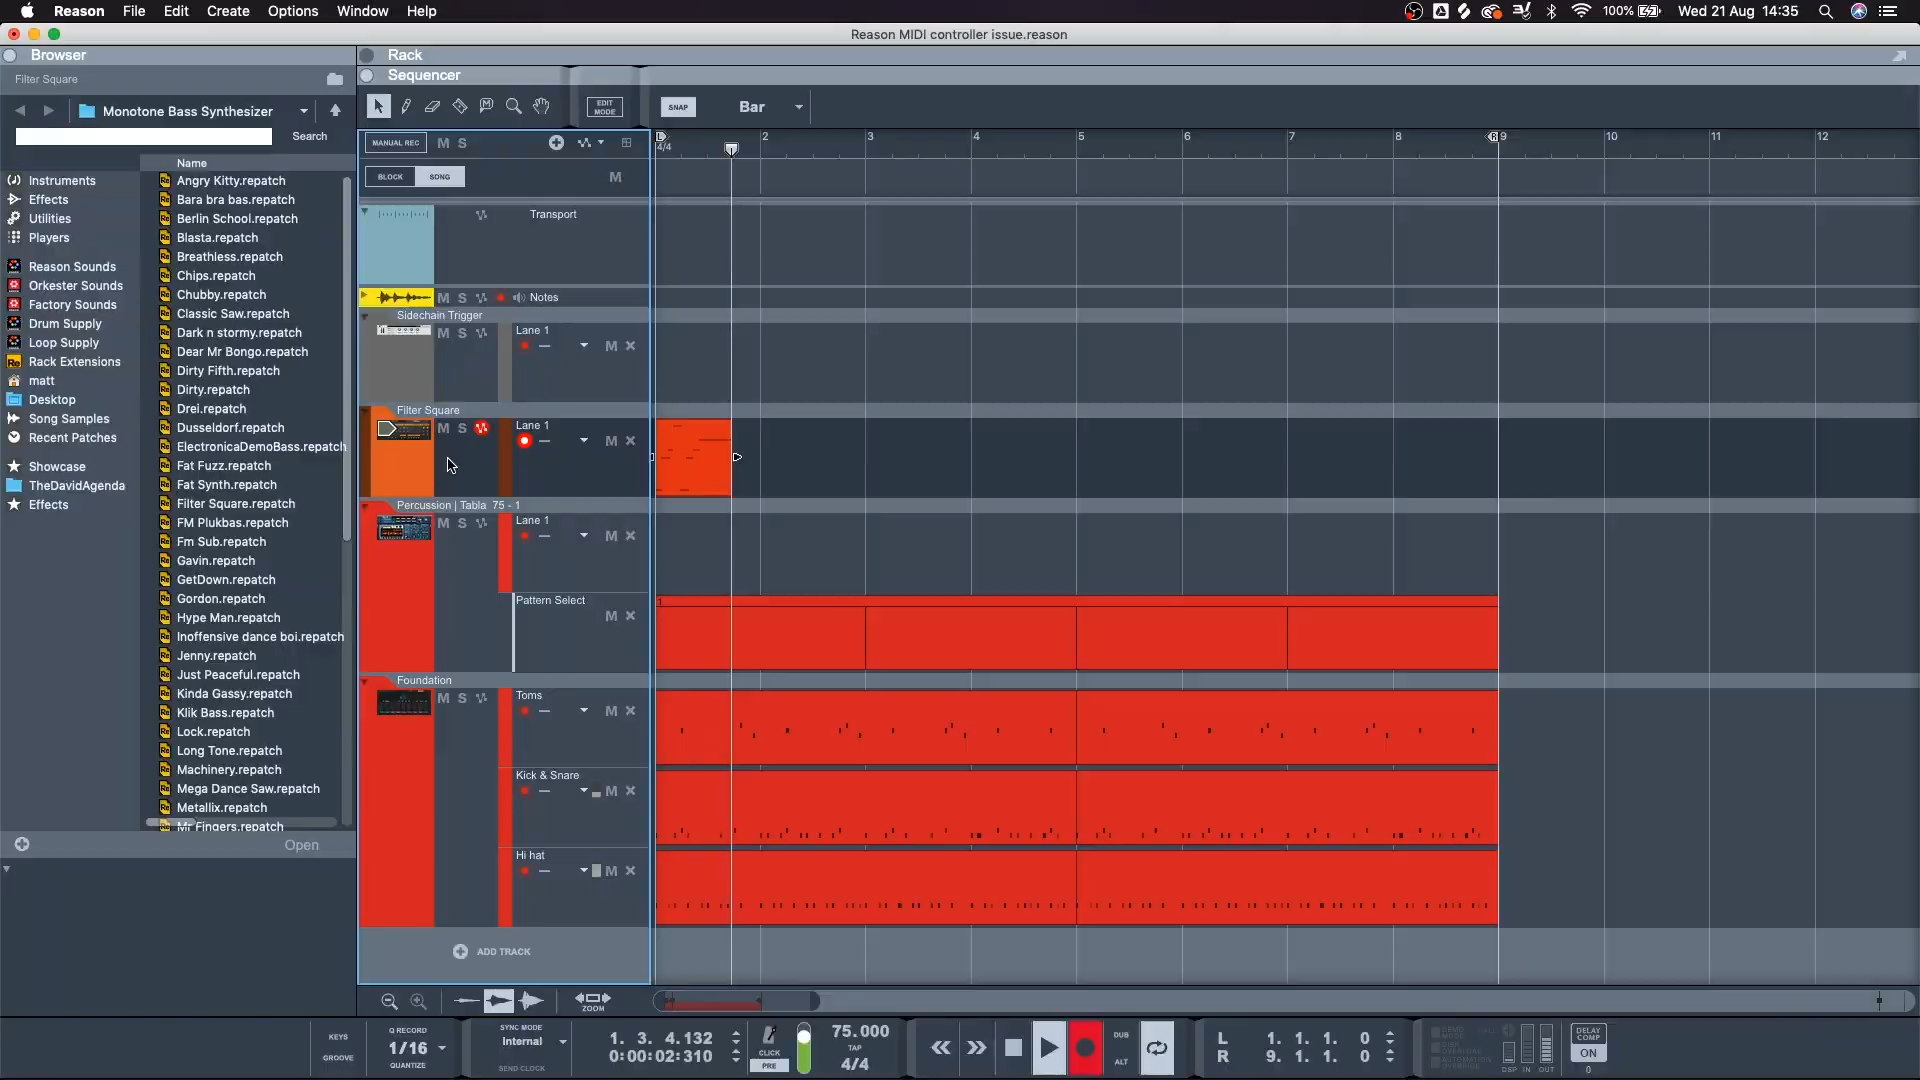 Reason File Edit Create Options Window Help
100% Wed 21 Aug 14:35
Reason MIDI controller issue.reason
Browser
Rack
Filter Square
Sequencer
Monotone Bass Synthesizer
EDIT MODE
SNAP
Bar
Search
MANUAL REC M S
L 2 3 4 5 6 7 8 R 9 10 11 12
4/4
Name
BLOCK SONG M
Instruments
Effects
Utilities
Players
Reason Sounds
Orkester Sounds
Factory Sounds
Drum Supply
Loop Supply
Rack Extensions
matt
Desktop
Song Samples
Recent Patches
Showcase
TheDavidAgenda
Effects
Angry Kitty.repatch
Bara bra bas.repatch
Berlin School.repatch
Blasta.repatch
Breathless.repatch
Chips.repatch
Chubby.repatch
Classic Saw.repatch
Dark n stormy.repatch
Dear Mr Bongo.repatch
Dirty Fifth.repatch
Dirty.repatch
Drei.repatch
Dusseldorf.repatch
ElectronicaDemoBass.repatch
Fat Fuzz.repatch
Fat Synth.repatch
Filter Square.repatch
FM Plukbas.repatch
Fm Sub.repatch
Gavin.repatch
GetDown.repatch
Gordon.repatch
Hype Man.repatch
Inoffensive dance boi.repatch
Jenny.repatch
Just Peaceful.repatch
Kinda Gassy.repatch
Klik Bass.repatch
Lock.repatch
Long Tone.repatch
Machinery.repatch
Mega Dance Saw.repatch
Metallix.repatch
Mr Fingers.repatch
Open
Transport
M S Notes
Sidechain Trigger
M S Lane 1
M
Filter Square
M S Lane 1
M
Percussion | Tabla 75 - 1
M S Lane 1
M
Pattern Select
M
1
Foundation
M S Toms
M
Kick & Snare
M
Hi hat
M
ADD TRACK
ZOOM
KEYS
GROOVE
Q RECORD
1/16
QUANTIZE
SYNC MODE
Internal
SEND CLOCK
1. 3. 4.132
0:00:02:310
CLICK
PRE
75.000
TAP
4/4
DUB
ALT
L 1. 1. 1. 0
R 9. 1. 1. 0
DSP IN OUT
DELAY COMP
ON
0